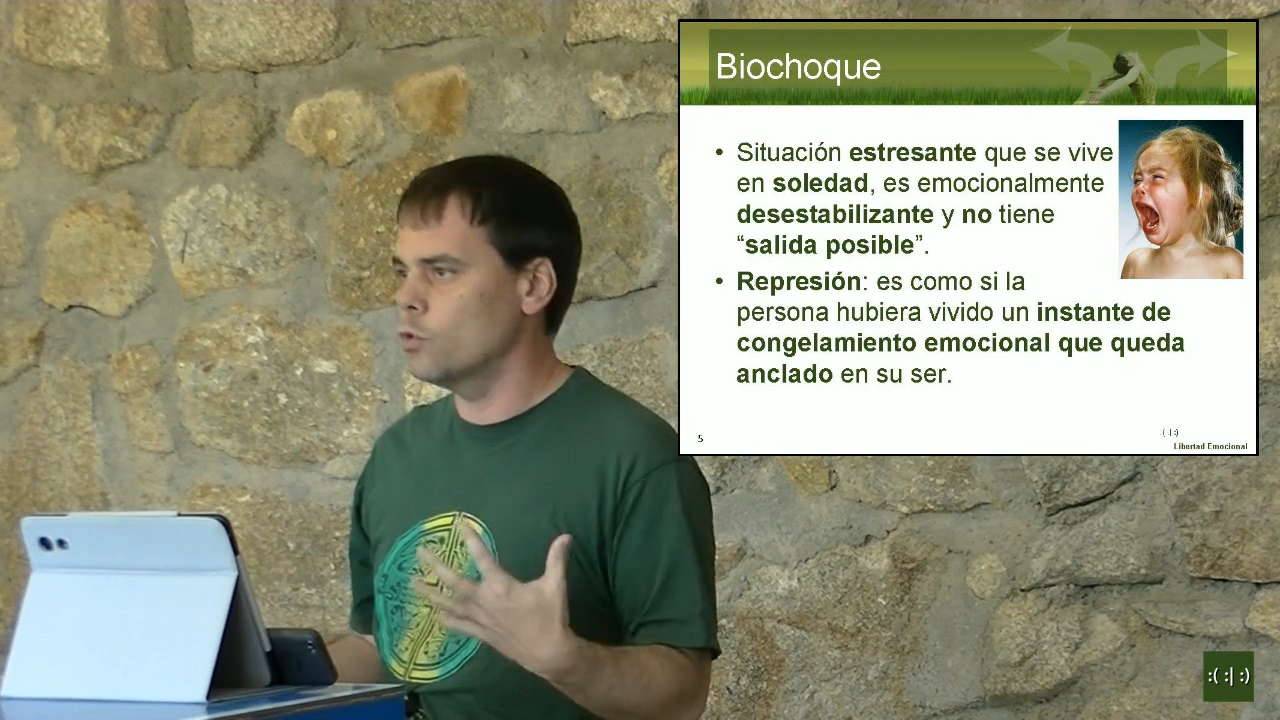 Biochoque
• Situación estresante que se vive
en soledad, es emocionalmente
desestabilizante y no tiene
“salida posible”.
• Represión: es como si la
persona hubiera vivido un instante de
congelamiento emocional que queda
anclado en su ser.
5
:(:|:)
Libertad Emocional
:( :| :)